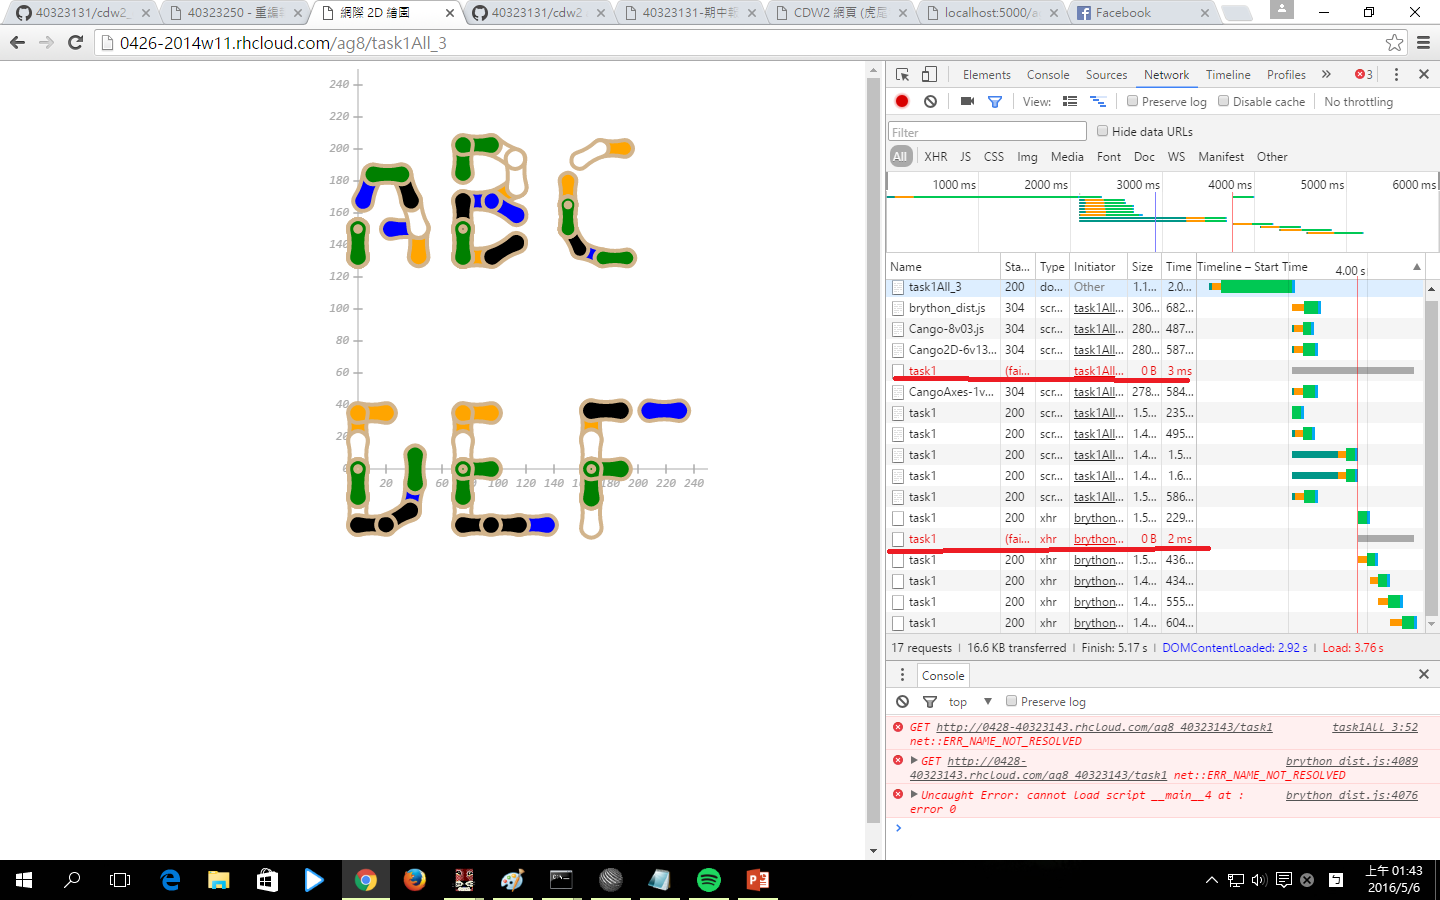 40323131/cdw2_
40323250 -
網際 2D 繪圖
40323131/cdw2
40323131-期中
CDW2 網頁 (虎尾
localhost:5000/a
Facebook
0426-2014w11.rhcloud.com/ag8/task1All_3
240
220
200
180
160
140
120
100
80
60
40
20
20 60 80 100 120 140 180 200 220 240
Elements Console Sources Network Timeline Profiles » 3
View: Preserve log Disable cache No throttling
Filter Hide data URLs
All XHR JS CSS Img Media Font Doc WS Manifest Other
1000 ms 2000 ms 3000 ms 4000 ms 5000 ms 6000 ms
Name Sta... Type Initiator Size Time Timeline – Start Time 4.00 s
task1All_3 200 do... Other 1.1... 2.0...
brython_dist.js 304 scr... task1All... 306... 682...
Cango-8v03.js 304 scr... task1All... 280... 487...
Cango2D-6v13... 304 scr... task1All... 280... 587...
task1 (fai... task1All... 0 B 3 ms
CangoAxes-1v... 304 scr... task1All... 278... 584...
task1 200 scr... task1All... 1.5... 235...
task1 200 scr... task1All... 1.4... 495...
task1 200 scr... task1All... 1.4... 1.5...
task1 200 scr... task1All... 1.4... 1.6...
task1 200 scr... task1All... 1.5... 586...
task1 200 xhr brython... 1.5... 229...
task1 (fai... xhr brython... 0 B 2 ms
task1 200 xhr brython... 1.5... 436...
task1 200 xhr brython... 1.4... 434...
task1 200 xhr brython... 1.4... 555...
task1 200 xhr brython... 1.4... 604...
17 requests | 16.6 KB transferred | Finish: 5.17 s | DOMContentLoaded: 2.92 s | Load: 3.76 s
Console
top Preserve log
GET http://0428-40323143.rhcloud.com/ag8_40323143/task1 task1All_3:52
net::ERR_NAME_NOT_RESOLVED
GET http://0428- brython_dist.js:4089
40323143.rhcloud.com/ag8_40323143/task1 net::ERR_NAME_NOT_RESOLVED
Uncaught Error: cannot load script __main__4 at : brython_dist.js:4076
error 0
上午 01:43
2016/5/6